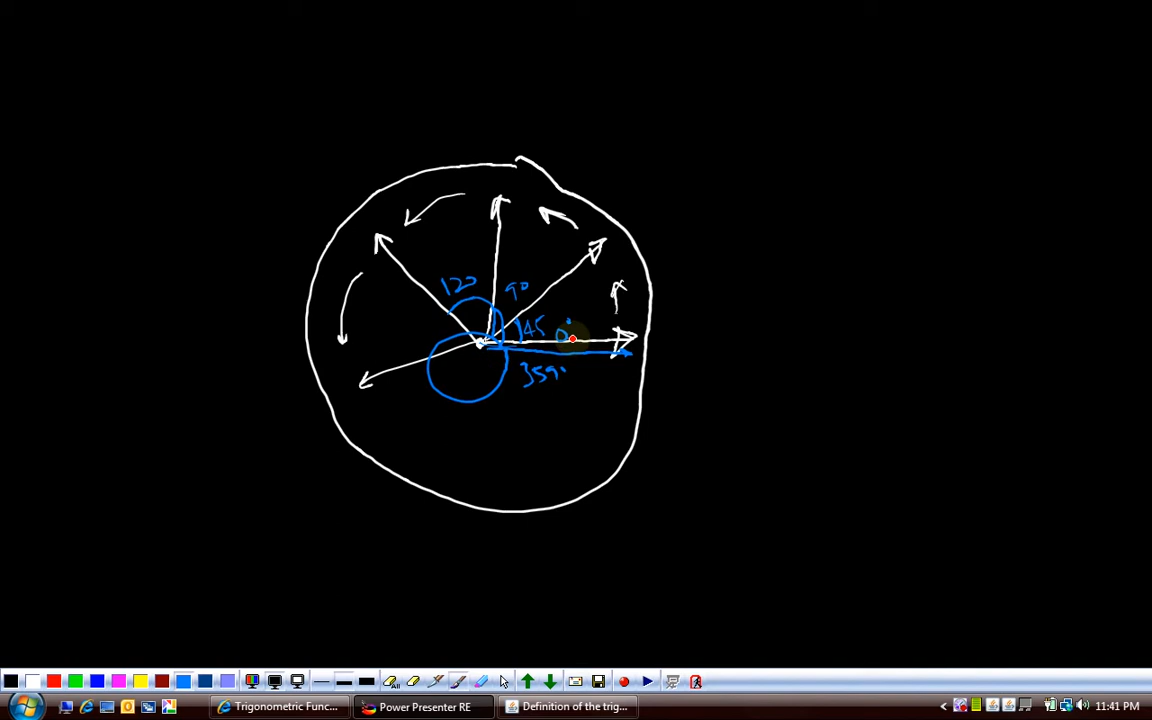 120
90
45
0°
359°
Trigonometric Func...
Power Presenter RE
Definition of the trig...
11:41 PM